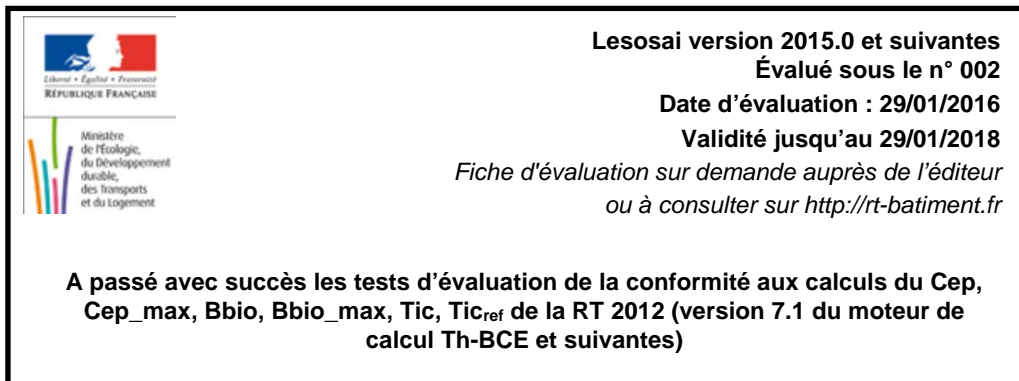 Liberté • Égalité • Fraternité
RÉPUBLIQUE FRANÇAISE
Ministère
de l'Écologie,
du Développement
durable,
des Transports
et du Logement
Lesosai version 2015.0 et suivantes
Évalué sous le n° 002
Date d'évaluation : 29/01/2016
Validité jusqu'au 29/01/2018
Fiche d'évaluation sur demande auprès de l'éditeur
ou à consulter sur http://rt-batiment.fr
A passé avec succès les tests d'évaluation de la conformité aux calculs du Cep,
Cep_max, Bbio, Bbio_max, Tic, Ticref de la RT 2012 (version 7.1 du moteur de
calcul Th-BCE et suivantes)